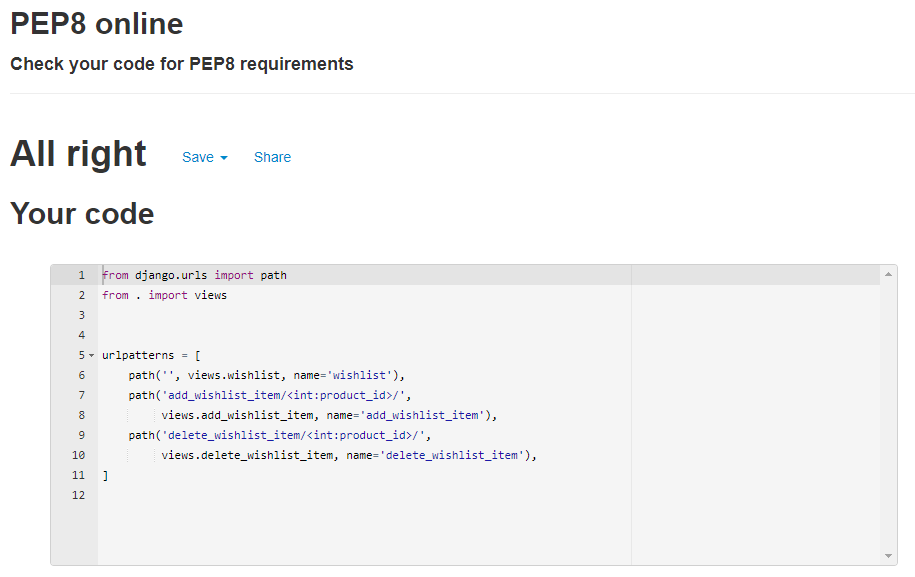 PEP8 online
Check your code for PEP8 requirements
All right Save Share
Your code
1 from django.urls import path
2 from . import views
3
4
5 urlpatterns = [
6     path('', views.wishlist, name='wishlist'),
7     path('add_wishlist_item/<int:product_id>/',
8          views.add_wishlist_item, name='add_wishlist_item'),
9     path('delete_wishlist_item/<int:product_id>/',
10          views.delete_wishlist_item, name='delete_wishlist_item'),
11 ]
12